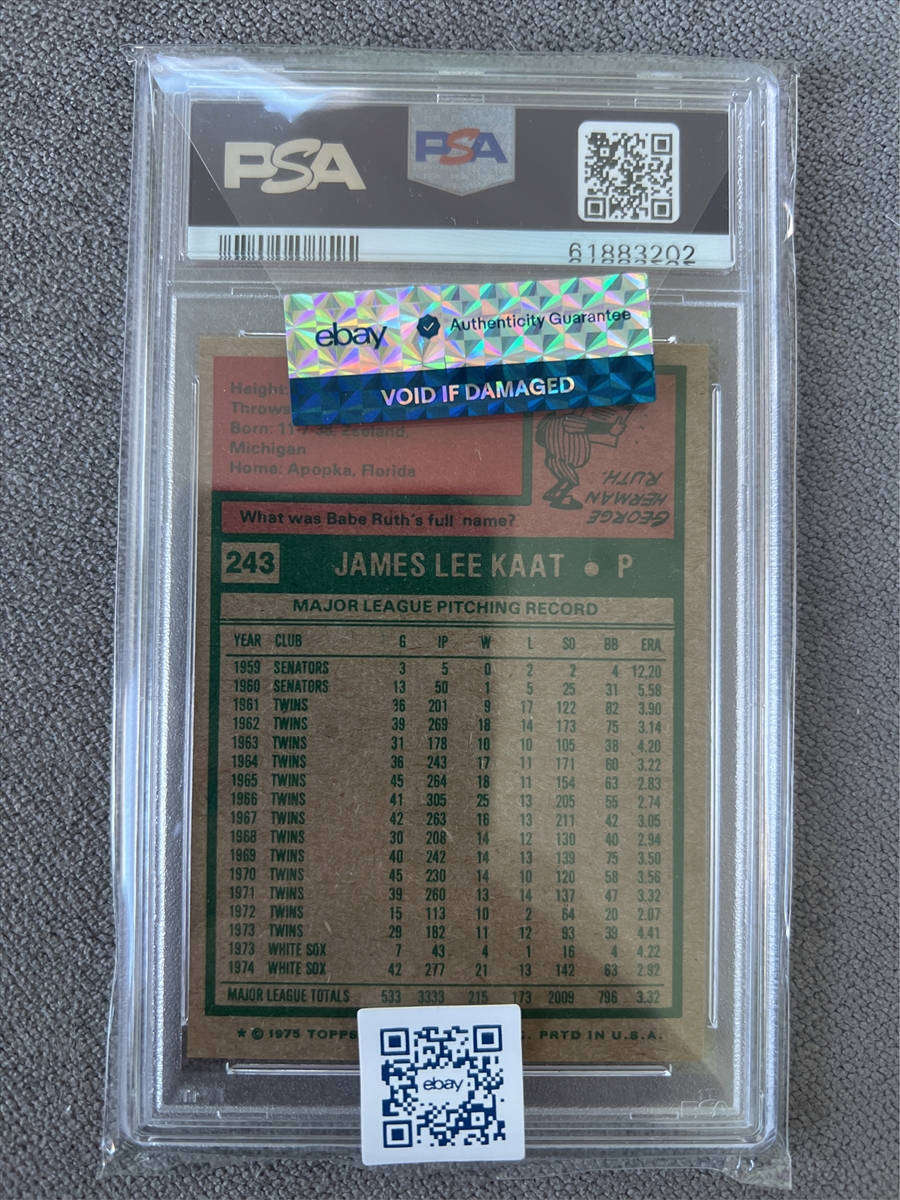 PSA
PSA
61883202
ebay Authenticity Guarantee
VOID IF DAMAGED
Height:
Throws
Born: 11-7-38. Zeeland,
Michigan
Home: Apopka, Florida
GEORGE
HERMAN
RUTH.
What was Babe Ruth's full name?
243 JAMES LEE KAAT • P
MAJOR LEAGUE PITCHING RECORD
YEAR CLUB G IP W L SO BB ERA
1959 SENATORS 3 5 0 2 2 4 12.20
1960 SENATORS 13 50 1 5 25 31 5.58
1961 TWINS 36 201 9 17 122 82 3.90
1962 TWINS 39 269 18 14 173 75 3.14
1963 TWINS 31 178 10 10 105 38 4.20
1964 TWINS 36 243 17 11 171 60 3.22
1965 TWINS 45 264 18 11 154 63 2.83
1966 TWINS 41 305 25 13 205 55 2.74
1967 TWINS 42 263 16 13 211 42 3.05
1968 TWINS 30 208 14 12 130 40 2.94
1969 TWINS 40 242 14 13 139 75 3.50
1970 TWINS 45 230 14 10 120 58 3.56
1971 TWINS 39 260 13 14 137 47 3.32
1972 TWINS 15 113 10 2 64 20 2.07
1973 TWINS 29 182 11 12 93 39 4.41
1973 WHITE SOX 7 43 4 1 16 4 4.22
1974 WHITE SOX 42 277 21 13 142 63 2.92
MAJOR LEAGUE TOTALS 533 3333 215 173 2009 796 3.32
* © 1975 TOPPS C. PRTD IN U.S.A.
ebay
PSA